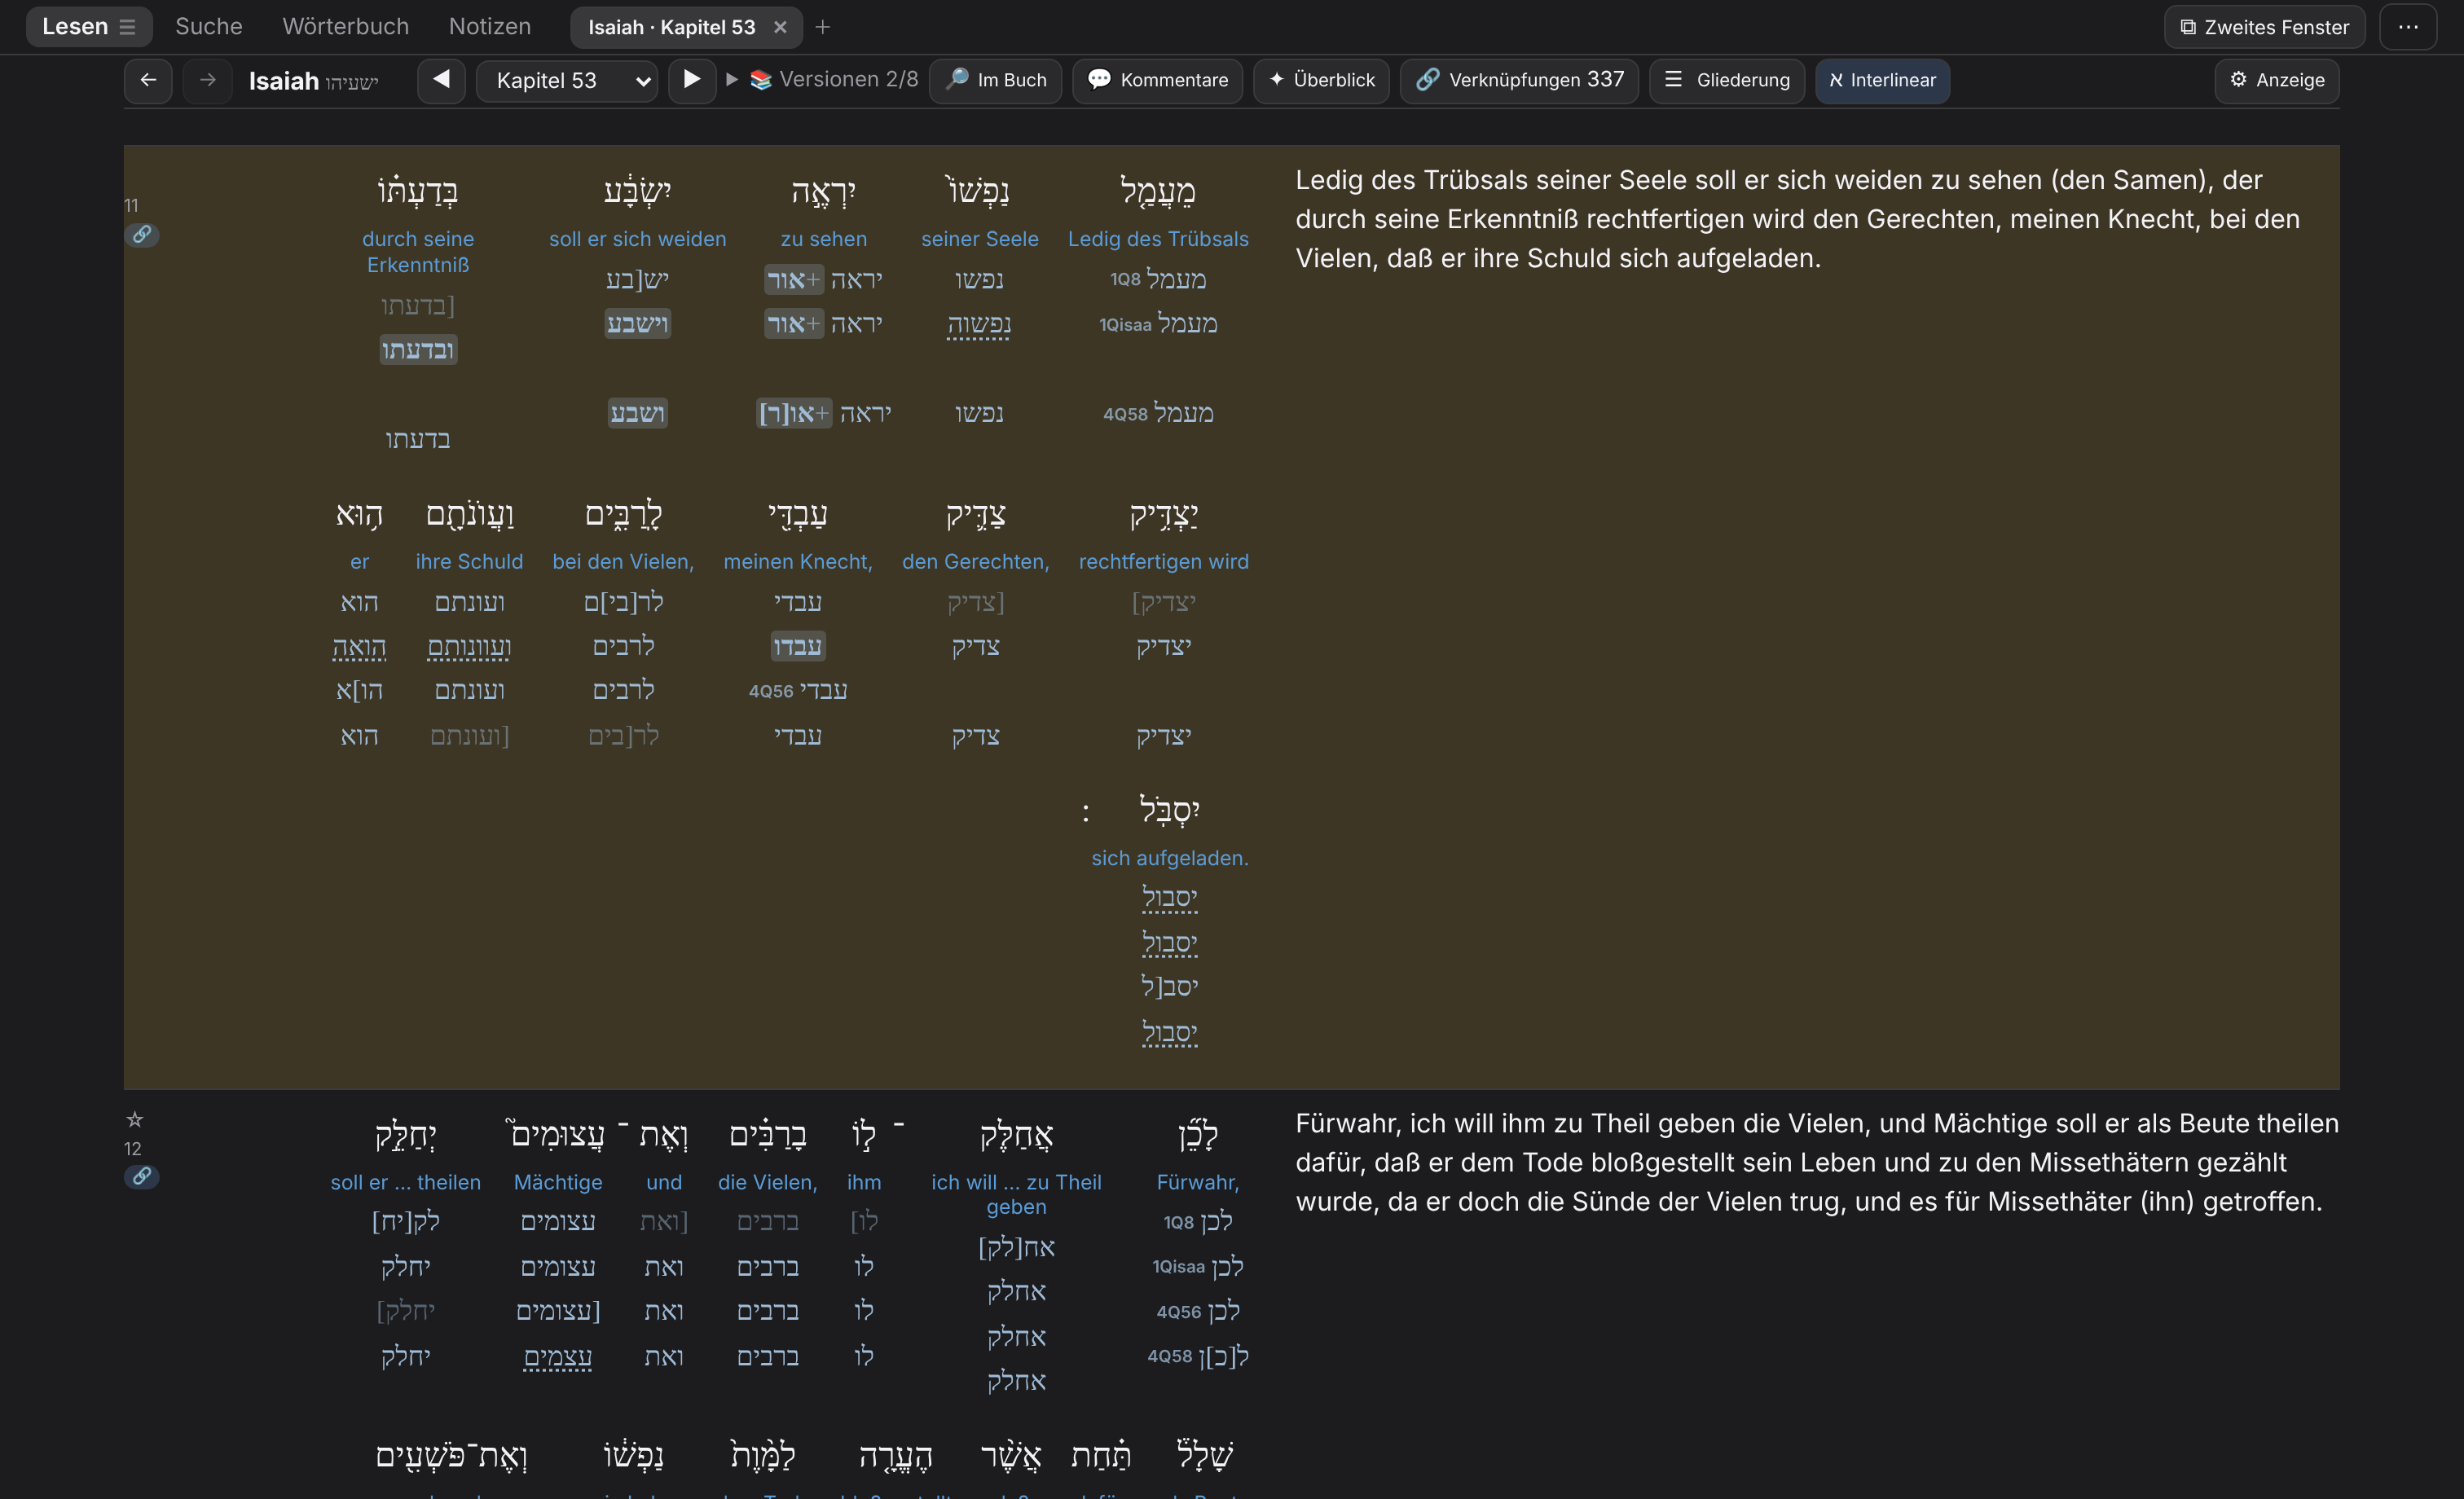 Lesen ☰ Suche Wörterbuch Notizen Isaiah · Kapitel 53 × + Zweites Fenster ⋯
← → Isaiah ישעיהו ◀ Kapitel 53 ▶ ▶ Versionen 2/8 Im Buch Kommentare ✦ Überblick Verknüpfungen 337 ☰ Gliederung א Interlinear ⚙ Anzeige
11
מֵעֲמַ֤ל נַפְשׁוֹ֙ יִרְאֶ֣ה יִשְׂבָּ֔ע בְּדַעְתּ֗וֹ
Ledig des Trübsals seiner Seele zu sehen soll er sich weiden durch seine Erkenntniß
מעמל 1Q8 נפשו יראה +אור יש[בע [בדעתו
מעמל 1Qisaa נפשוה יראה +אור וישבע ובדעתו
מעמל 4Q58 נפשו יראה +או[ר] ושבע בדעתו
יַצְדִּ֥יק צַדִּ֛יק עַבְדִּ֖י לָֽרַבִּ֑ים וַעֲוֺנֹתָ֖ם ה֥וּא
rechtfertigen wird den Gerechten, meinen Knecht, bei den Vielen, ihre Schuld er
יצדיק] [צדיק עבדי לר[בי]ם ועונתם הוא
יצדיק צדיק עבדו לרבים ועוונותם הואה
עבדי 4Q56 לרבים ועונתם הו]א
יצדיק צדיק עבדי לר[בים [ועונתם הוא
יִסְבֹּֽל :
sich aufgeladen.
יסבול
יסבול
יסב]ל
יסבול
Ledig des Trübsals seiner Seele soll er sich weiden zu sehen (den Samen), der
durch seine Erkenntniß rechtfertigen wird den Gerechten, meinen Knecht, bei den
Vielen, daß er ihre Schuld sich aufgeladen.
☆
12
לָכֵ֞ן אֲחַלֶּק ־ ל֣וֹ בָרַבִּ֗ים וְאֶת ־ עֲצוּמִים֮ יְחַלֵּ֣ק
Fürwahr, ich will ... zu Theil geben ihm die Vielen, und Mächtige soll er ... theilen
לכן 1Q8 אח[לק] לו] ברבים [ואת עצומים לק[יח]
לכן 1Qisaa אחלק לו ברבים ואת עצומים יחלק
לכן 4Q56 אחלק לו ברבים ואת [עצומים יחלק]
ל[כ]ן 4Q58 אחלק לו ברבים ואת עצמים יחלק
שָׁלָל֒ תַּ֗חַת אֲשֶׁ֨ר הֶעֱרָ֤ה לַמָּ֙וֶת֙ נַפְשׁ֔וֹ וְאֶת־פֹּשְׁעִ֖ים
Fürwahr, ich will ihm zu Theil geben die Vielen, und Mächtige soll er als Beute theilen
dafür, daß er dem Tode bloßgestellt sein Leben und zu den Missethätern gezählt
wurde, da er doch die Sünde der Vielen trug, und es für Missethäter (ihn) getroffen.